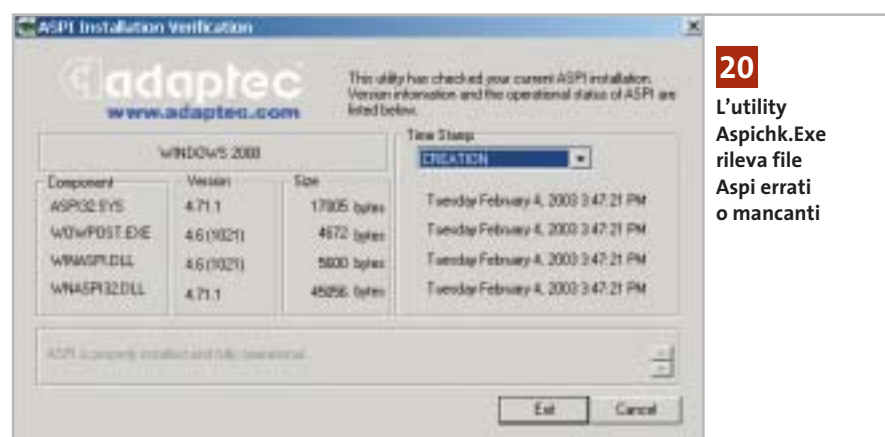 ASPI Installation Verification
adaptec
www.adaptec.com
This utility has checked your current ASPI installation.
Version information and the operational status of ASPI are
listed below.
WINDOWS 2000
Time Stamp
CREATION
Component Version Size
ASPI32.SYS 4.71.1 17005 bytes Tuesday February 4, 2003 3:47:21 PM
WOWPOST.EXE 4.6 (1021) 4672 bytes Tuesday February 4, 2003 3:47:21 PM
WINASPI.DLL 4.6 (1021) 5600 bytes Tuesday February 4, 2003 3:47:21 PM
WNASPI32.DLL 4.71.1 45056 bytes Tuesday February 4, 2003 3:47:21 PM
ASPI is properly installed and fully operational.
Exit Cancel
20
L'utility
Aspichk.Exe
rileva file
Aspi errati
o mancanti